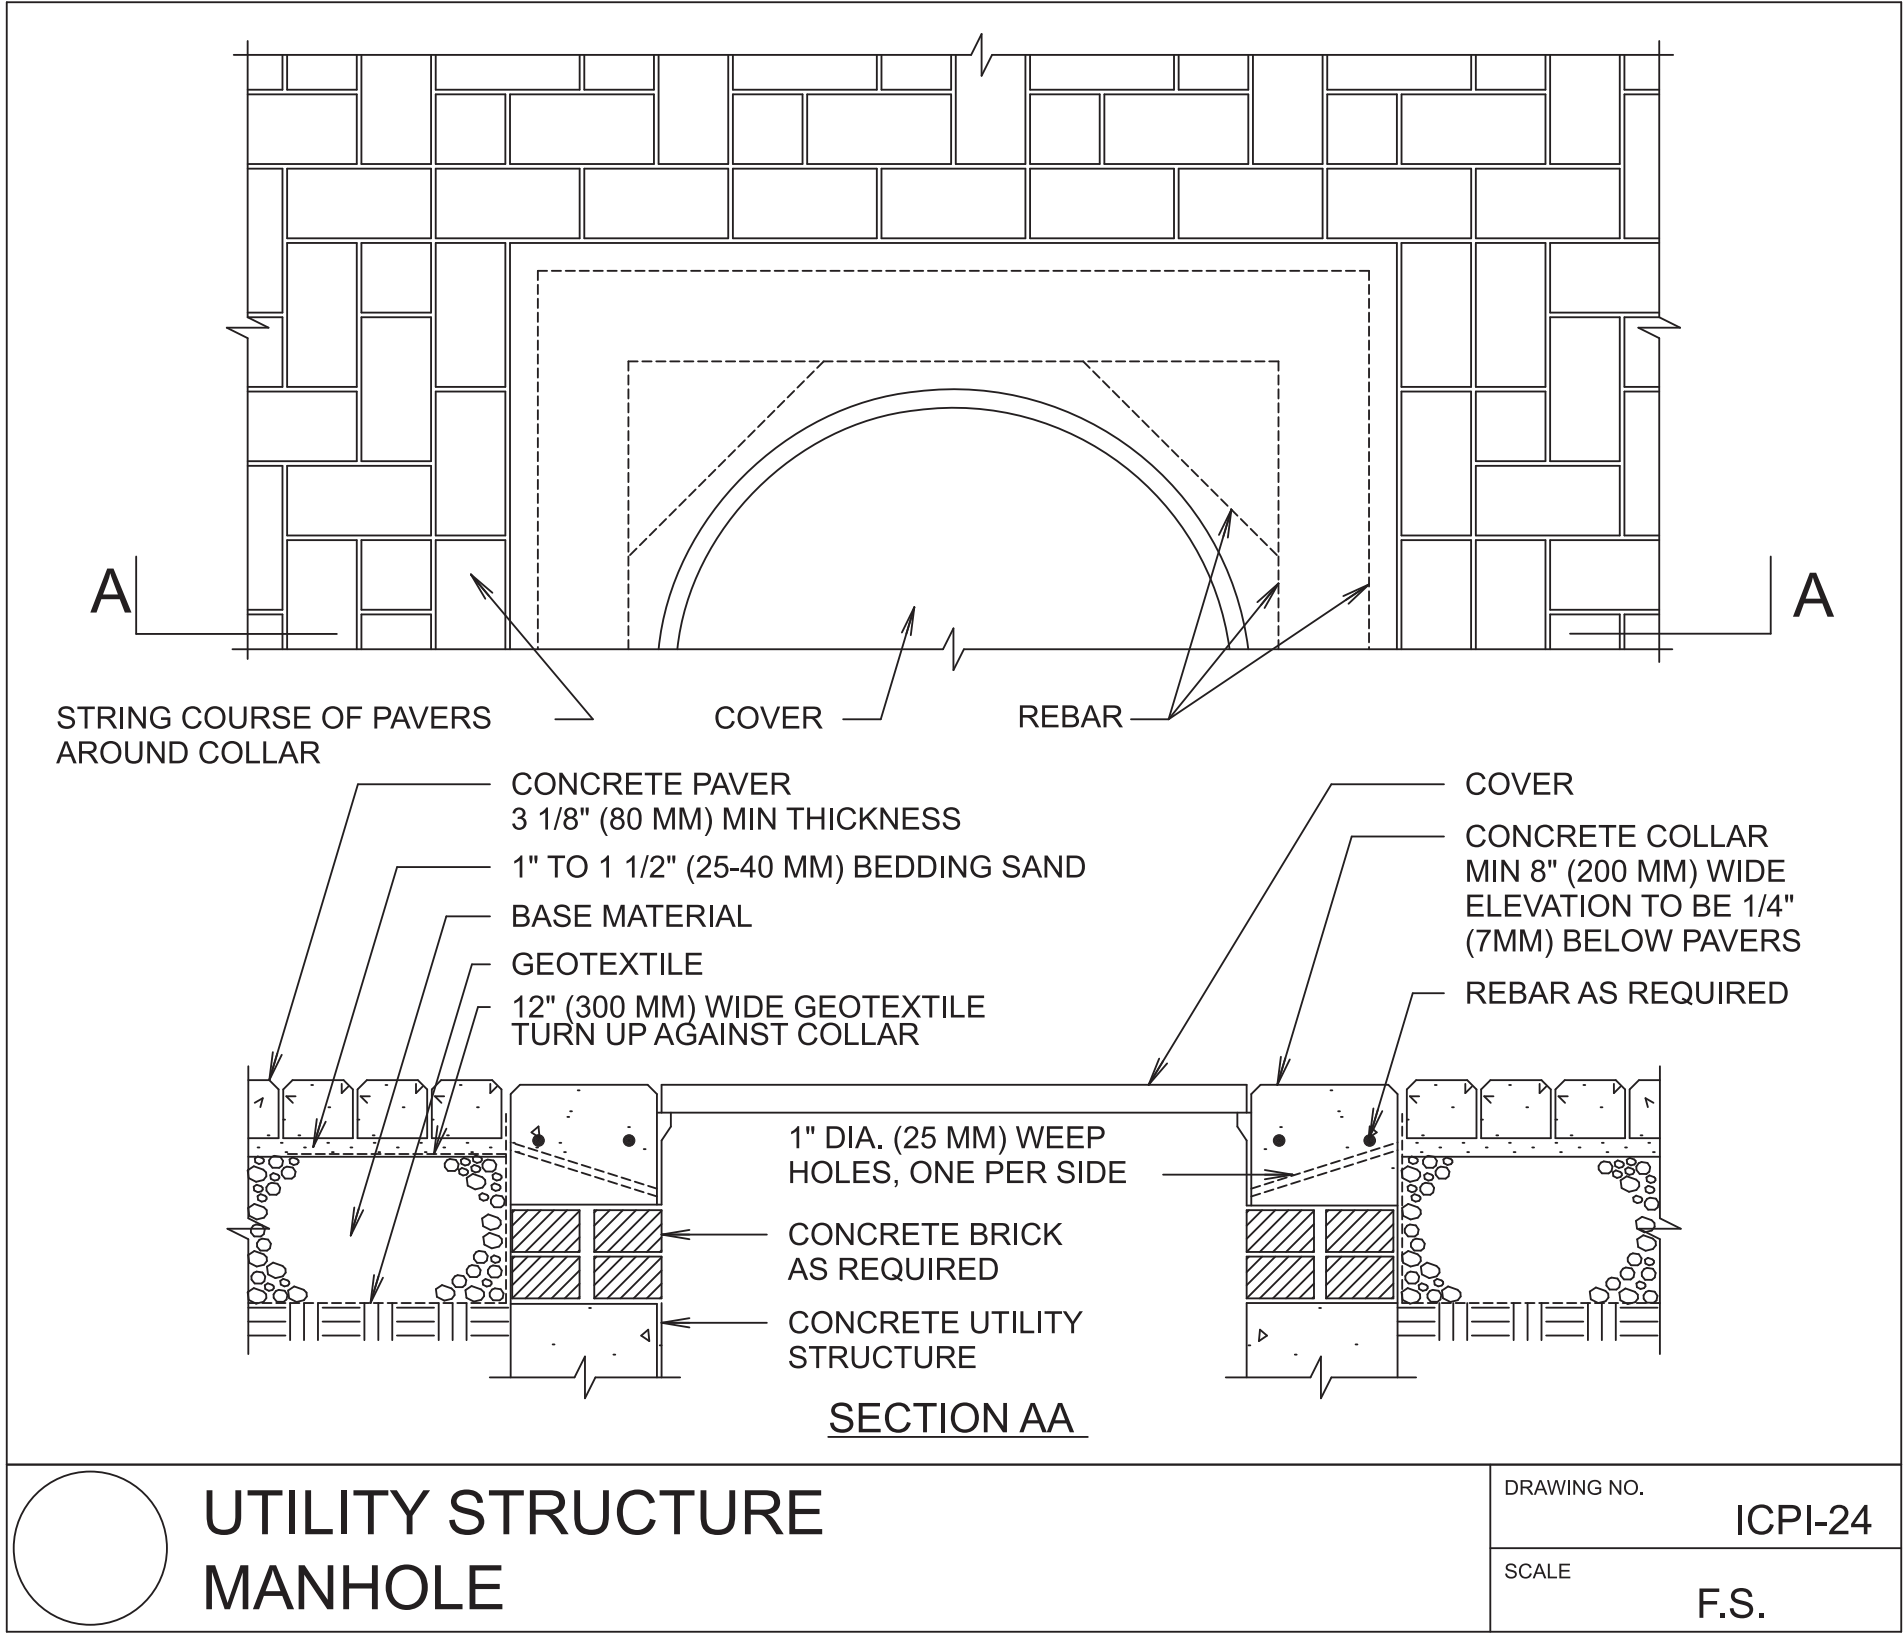 A
A
STRING COURSE OF PAVERS
AROUND COLLAR
COVER
REBAR
CONCRETE PAVER
3 1/8" (80 MM) MIN THICKNESS
1" TO 1 1/2" (25-40 MM) BEDDING SAND
BASE MATERIAL
GEOTEXTILE
12" (300 MM) WIDE GEOTEXTILE
TURN UP AGAINST COLLAR
COVER
CONCRETE COLLAR
MIN 8" (200 MM) WIDE
ELEVATION TO BE 1/4"
(7MM) BELOW PAVERS
REBAR AS REQUIRED
1" DIA. (25 MM) WEEP
HOLES, ONE PER SIDE
CONCRETE BRICK
AS REQUIRED
CONCRETE UTILITY
STRUCTURE
SECTION AA
UTILITY STRUCTURE
MANHOLE
DRAWING NO.
ICPI-24
SCALE
F.S.